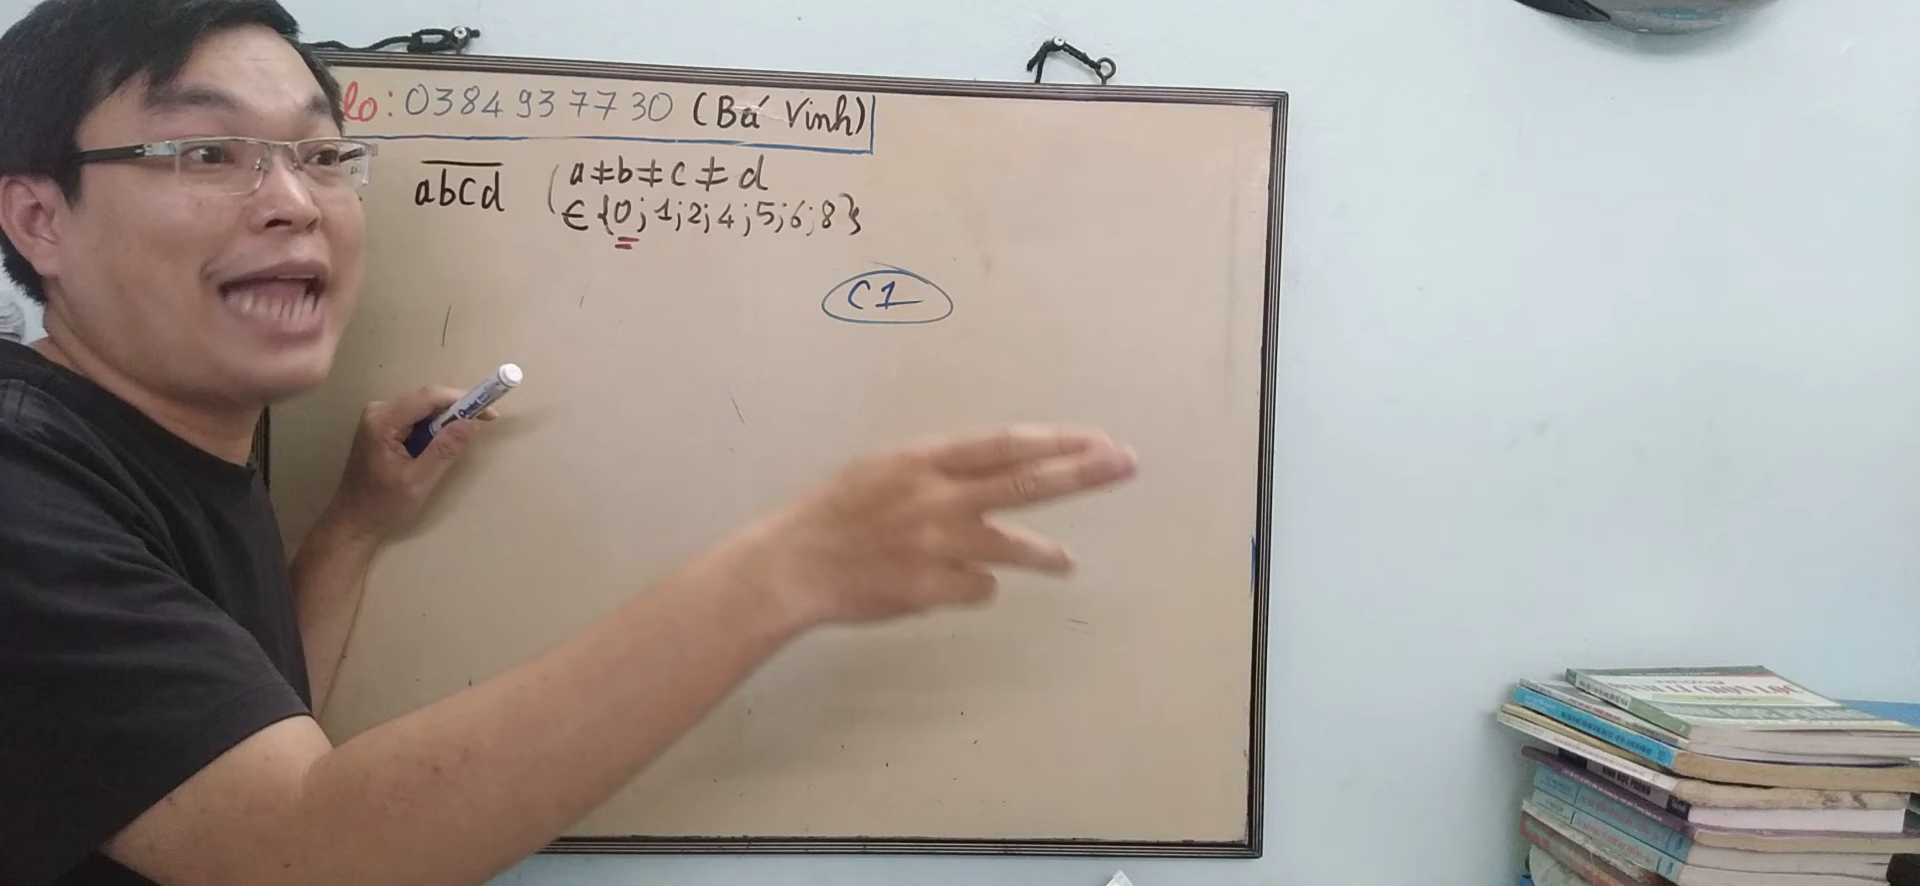 lo: 0384 93 77 30 (Bá Vinh)
abcd (a≠b≠c≠d
∈{0;1;2;4;5;6;8}
C1